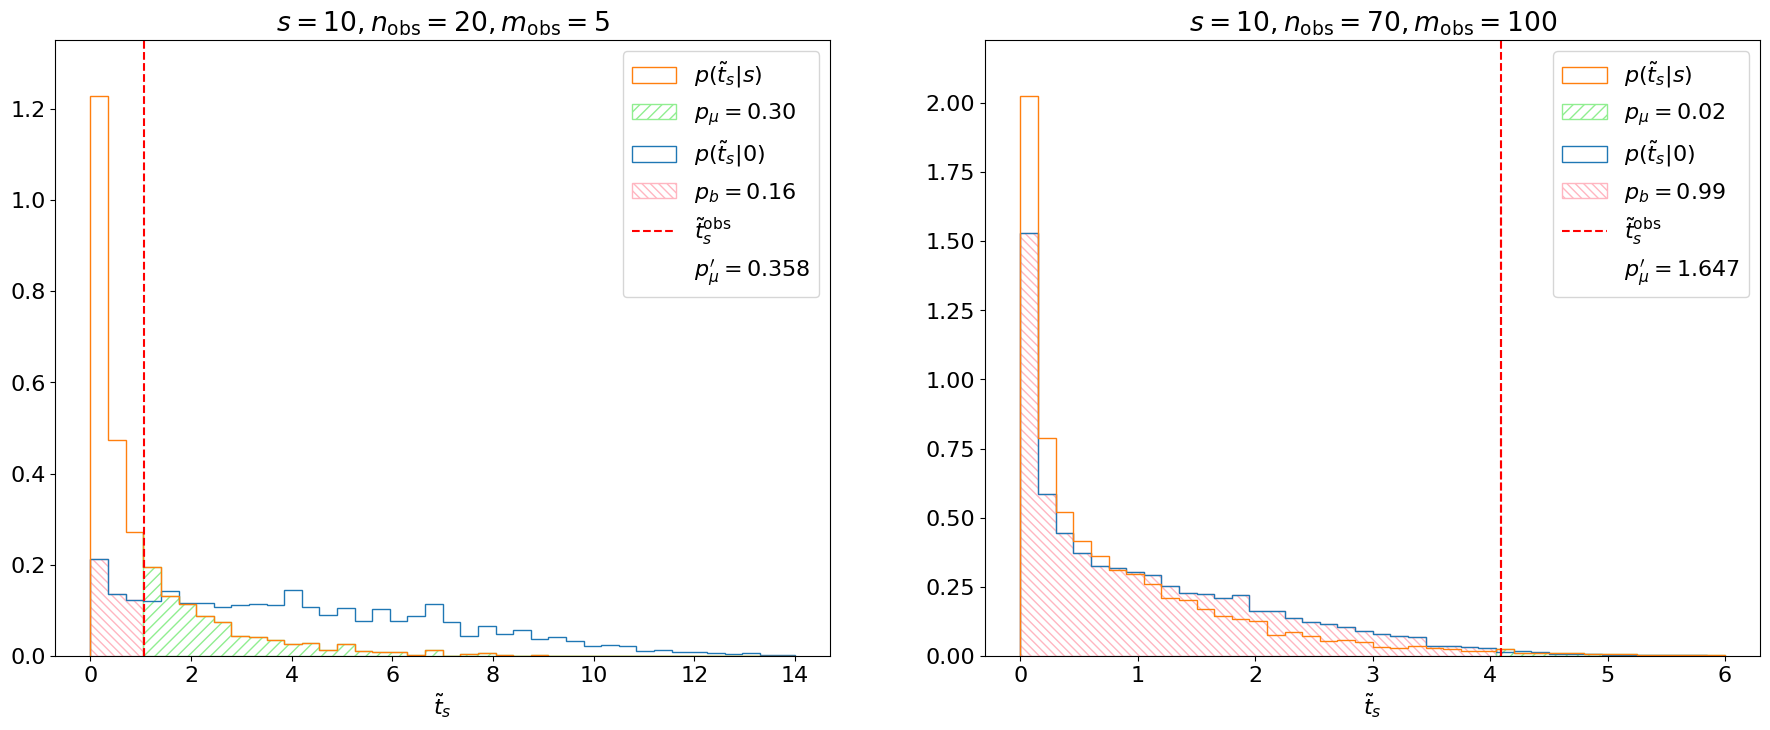 s = 10, n_obs = 20, m_obs = 5
1.2
1.0
0.8
0.6
0.4
0.2
0.0
p(t̃_s|s)
p_μ = 0.30
p(t̃_s|0)
p_b = 0.16
t̃_s^obs
p′_μ = 0.358
0 2 4 6 8 10 12 14
t̃_s
s = 10, n_obs = 70, m_obs = 100
2.00
1.75
1.50
1.25
1.00
0.75
0.50
0.25
0.00
p(t̃_s|s)
p_μ = 0.02
p(t̃_s|0)
p_b = 0.99
t̃_s^obs
p′_μ = 1.647
0 1 2 3 4 5 6
t̃_s